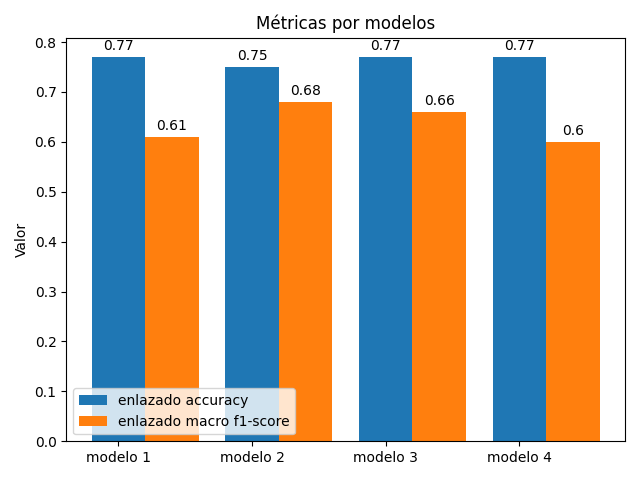 Métricas por modelos
0.77 0.75 0.77 0.77
0.61 0.68 0.66 0.6
Valor
0.8
0.7
0.6
0.5
0.4
0.3
0.2
0.1
0.0
enlazado accuracy
enlazado macro f1-score
modelo 1 modelo 2 modelo 3 modelo 4